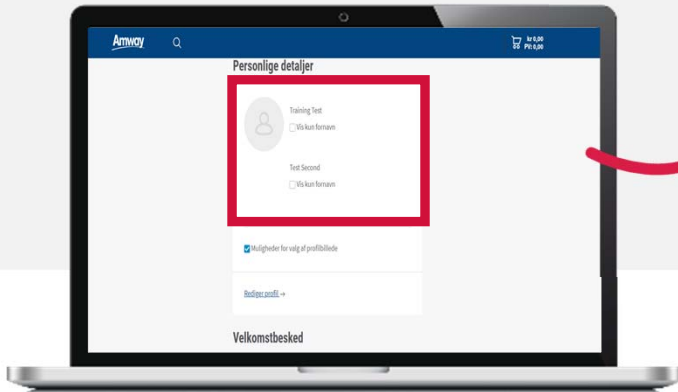 Amway
kr 0,00
PV: 0,00
Personlige detaljer
Training Test
Vis kun fornavn
Test Second
Vis kun fornavn
Muligheder for valg af profilbillede
Rediger profil →
Velkomstbesked